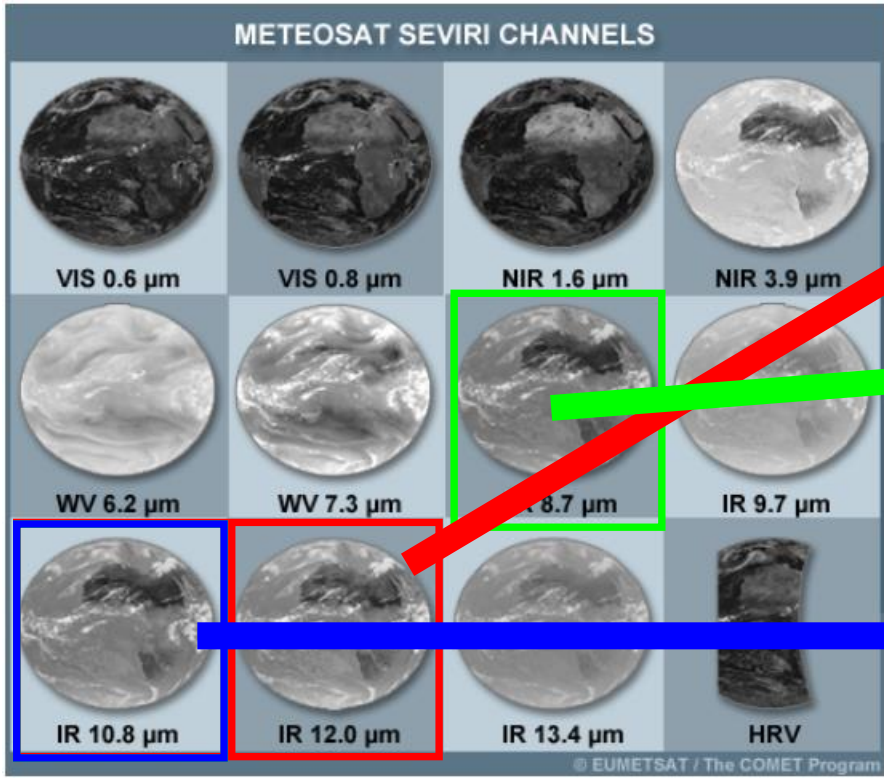 METEOSAT SEVIRI CHANNELS
VIS 0.6 µm
VIS 0.8 µm
NIR 1.6 µm
NIR 3.9 µm
WV 6.2 µm
WV 7.3 µm
8.7 µm
IR 9.7 µm
IR 10.8 µm
IR 12.0 µm
IR 13.4 µm
HRV
© EUMETSAT / The COMET Program